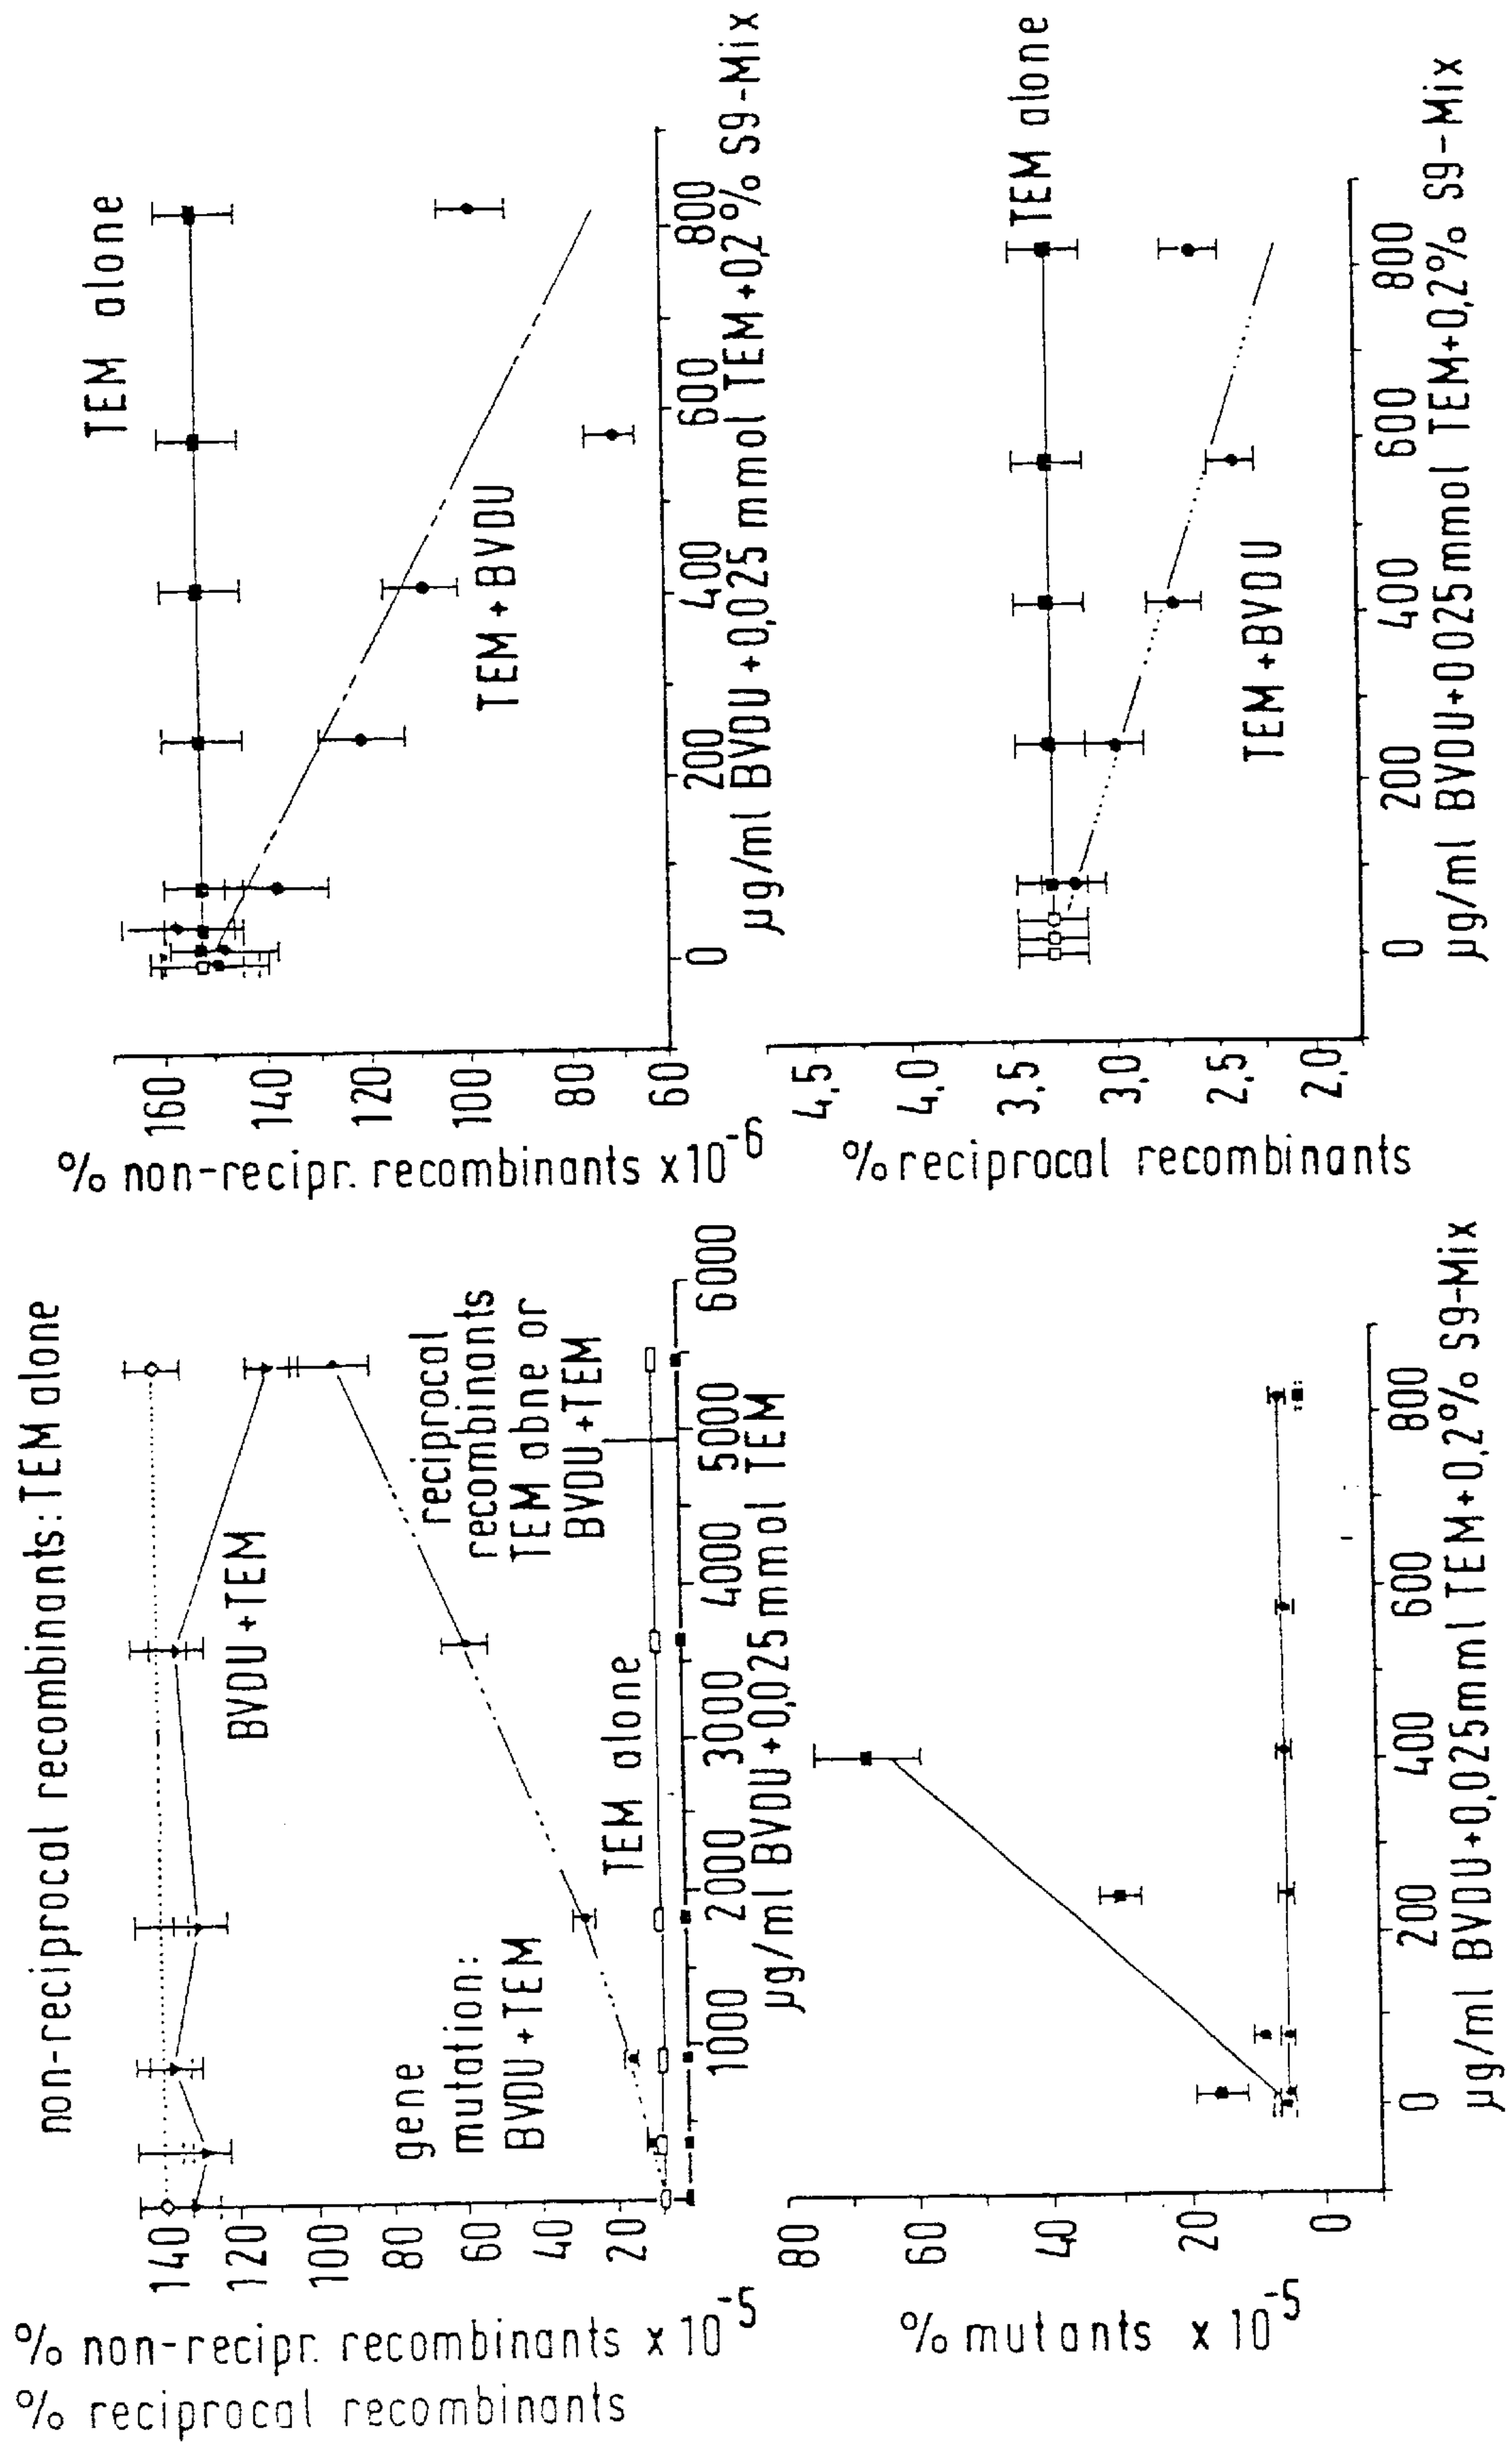 non-reciprocal recombinants: TEM alone
BVDU+TEM
gene
mutation:
BVDU+TEM
reciprocal
recombinants
TEM abne or
BVDU+TEM
TEM alone
140
120
100
80
60
40
20
1000
2000
3000
4000
5000
6000
µg/ml BVDU+0,025mmol TEM
% non-recipr. recombinants x10-5
% reciprocal recombinants
TEM alone
TEM+BVDU
160
140
120
100
80
60
0
200
400
600
800
µg/ml BVDU+0,025 mmol TEM+0,2% S9-Mix
% non-recipr. recombinants x10-6
80
60
40
20
0
0
200
400
600
800
µg/ml BVDU+0,025mml TEM+0,2% S9-Mix
% mutants x10-5
TEM alone
TEM+BVDU
4,5
4,0
3,5
3,0
2,5
2,0
0
200
400
600
800
µg/ml BVDU+0025mmol TEM+0,2% S9-Mix
% reciprocal recombinants